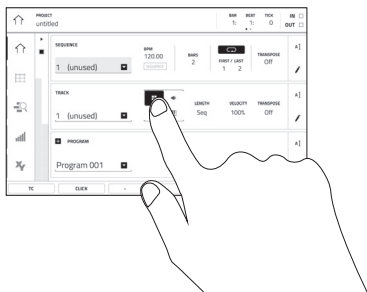 PROJECT
untitled
BAR BEAT TICK
1: 1: 0
IN
OUT
SEQUENCE
1 (unused)
BPM
120.00
BARS
2
FIRST / LAST
1 2
TRANSPOSE
Off
TRACK
1 (unused)
LENGTH
Seq
VELOCITY
100%
TRANSPOSE
Off
PROGRAM
Program 001
TC
CLICK
-